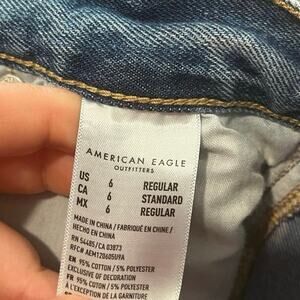 AMERICAN EAGLE
OUTFITTERS
US 6 REGULAR
CA 6 STANDARD
MX 6 REGULAR
MADE IN CHINA / FABRIQUÉ EN CHINE /
HECHO EN CHINA
RN 54485/CA 03873
RFC# AEM120605U9A
EN 95% COTTON / 5% POLYESTER
EXCLUSIVE OF DECORATION
FR 95% COTON / 5% POLYESTER
À L'EXCEPTION DE LA GARNITURE